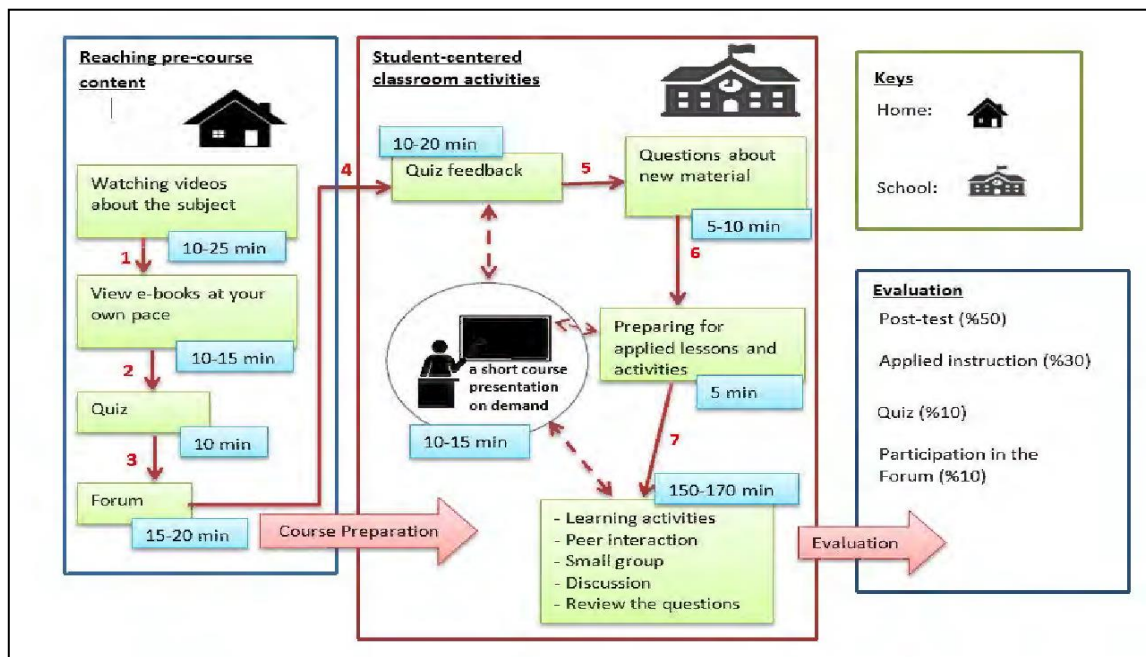 Reaching pre-course
content
Watching videos
about the subject
10-25 min
1
View e-books at your
own pace
10-15 min
2
Quiz
10 min
3
Forum
15-20 min
Course Preparation
Student-centered
classroom activities
4
10-20 min
Quiz feedback
5
Questions about
new material
5-10 min
6
a short course
presentation
on demand
10-15 min
Preparing for
applied lessons and
activities
5 min
7
150-170 min
- Learning activities
- Peer interaction
- Small group
- Discussion
- Review the questions
Evaluation
Keys
Home:
School:
Evaluation
Post-test (%50)
Applied instruction (%30)
Quiz (%10)
Participation in the
Forum (%10)